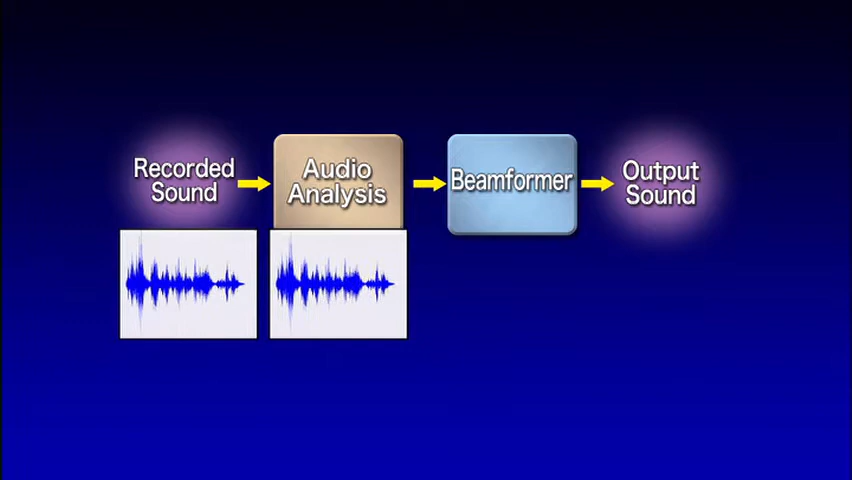 Recorded
Sound
Audio
Analysis
Beamformer
Output
Sound